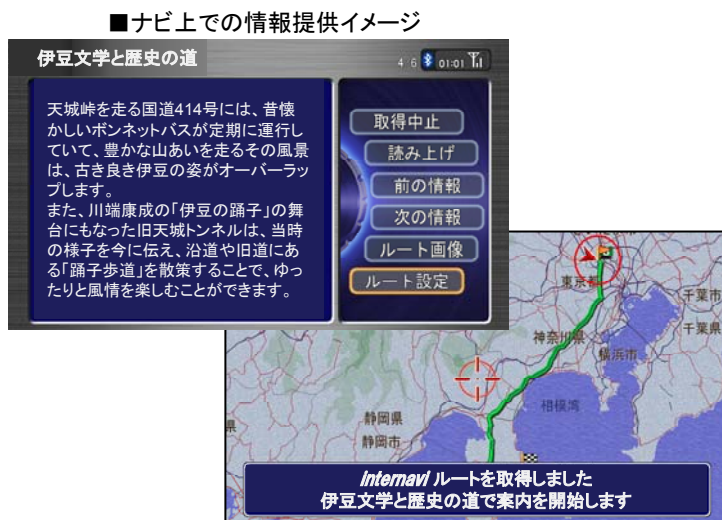 ■ナビ上での情報提供イメージ
伊豆文学と歴史の道
4 6 01:01
天城峠を走る国道414号には、昔懐
かしいボンネットバスが定期に運行し
ていて、豊かな山あいを走るその風景
は、古き良き伊豆の姿がオーバーラッ
プします。
また、川端康成の「伊豆の踊子」の舞
台にもなった旧天城トンネルは、当時
の様子を今に伝え、沿道や旧道にあ
る「踊子歩道」を散策することで、ゆっ
たりと風情を楽しむことができます。
取得中止
読み上げ
前の情報
次の情報
ルート画像
ルート設定
東京都
千葉市
千葉県
神奈川県
横浜市
相模湾
静岡県
静岡市
県
internavi ルートを取得しました
伊豆文学と歴史の道で案内を開始します